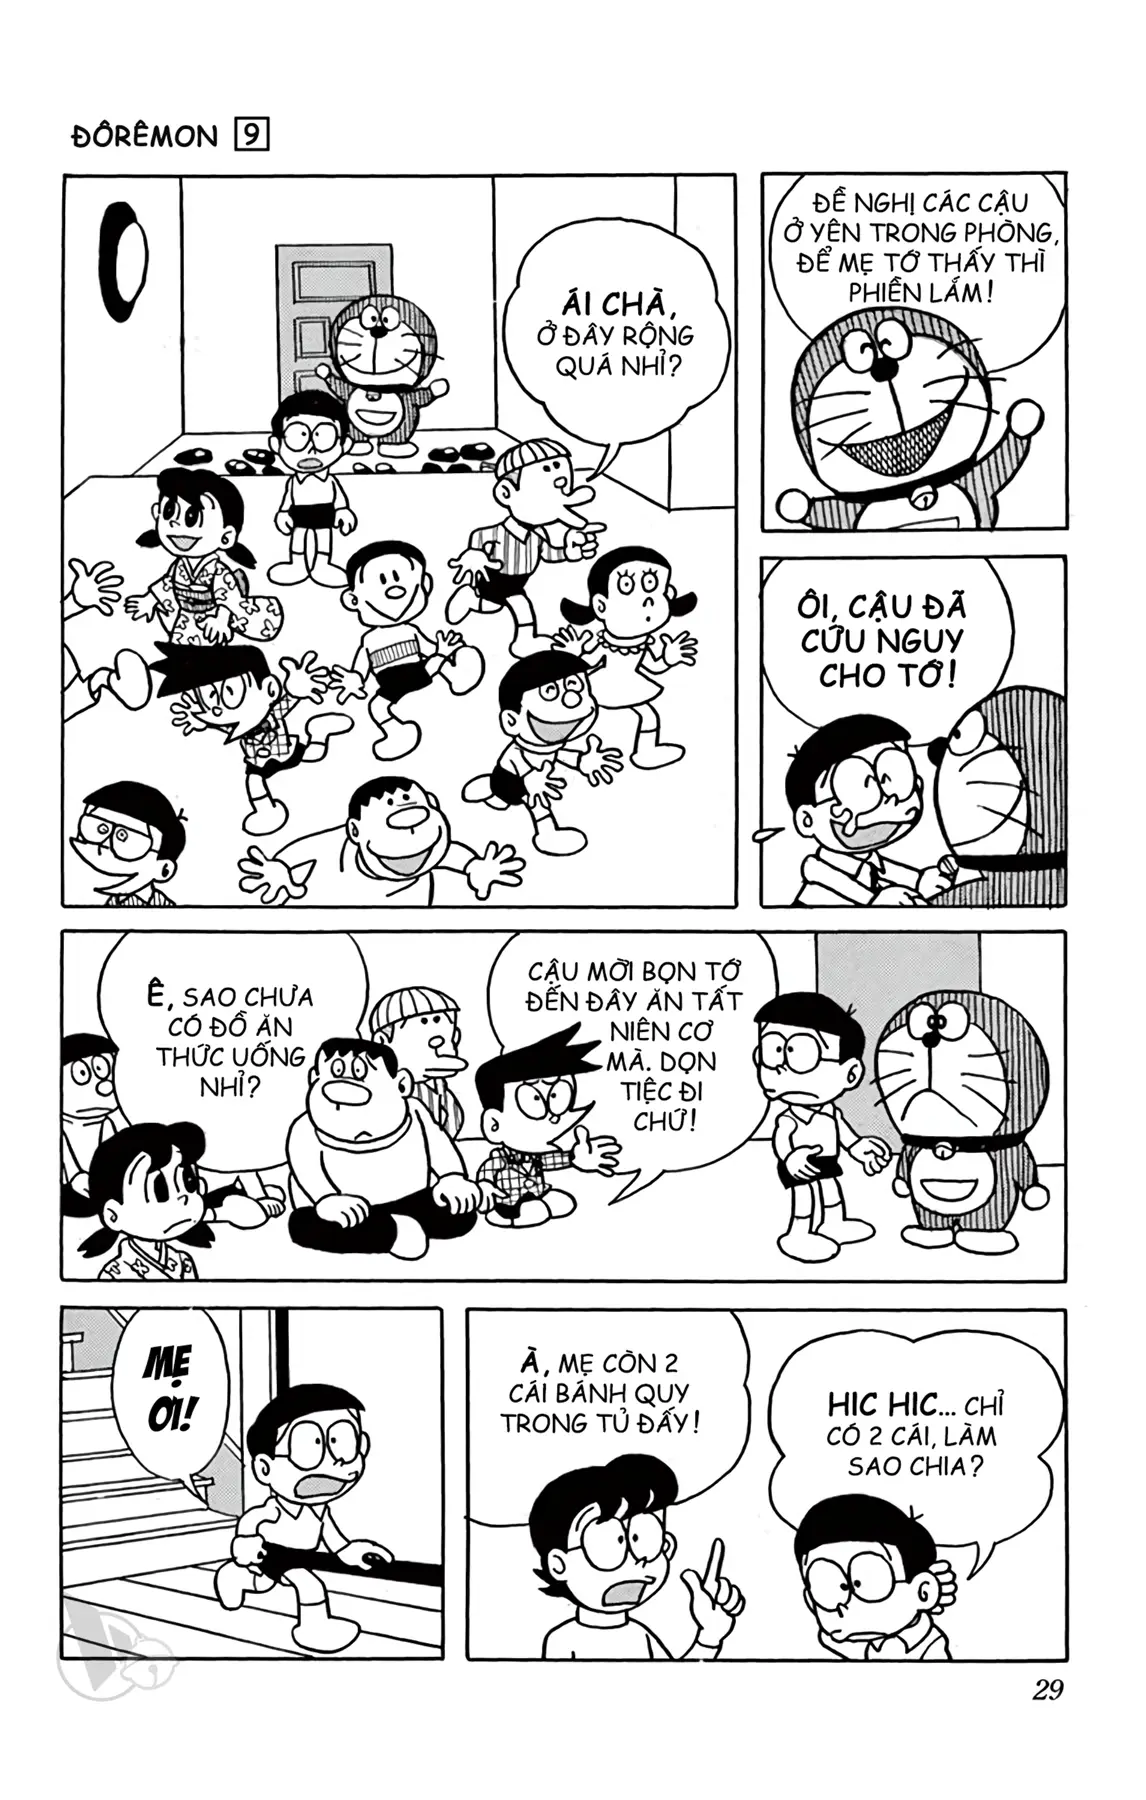 ĐÔRÊMON 9
ÁI CHÀ,
Ở ĐÂY RỘNG
QUÁ NHỈ?
ĐỀ NGHỊ CÁC CẬU
Ở YÊN TRONG PHÒNG,
ĐỂ MẸ TỚ THẤY THÌ
PHIỀN LẮM!
ÔI, CẬU ĐÃ
CỨU NGUY
CHO TỚ!
Ê, SAO CHƯA
CÓ ĐỒ ĂN
THỨC UỐNG
NHỈ?
CẬU MỜI BỌN TỚ
ĐẾN ĐÂY ĂN TẤT
NIÊN CƠ
MÀ. DỌN
TIỆC ĐI
CHỨ!
MẸ
ƠI!
À, MẸ CÒN 2
CÁI BÁNH QUY
TRONG TỦ ĐẤY!
HIC HIC... CHỈ
CÓ 2 CÁI, LÀM
SAO CHIA?
29